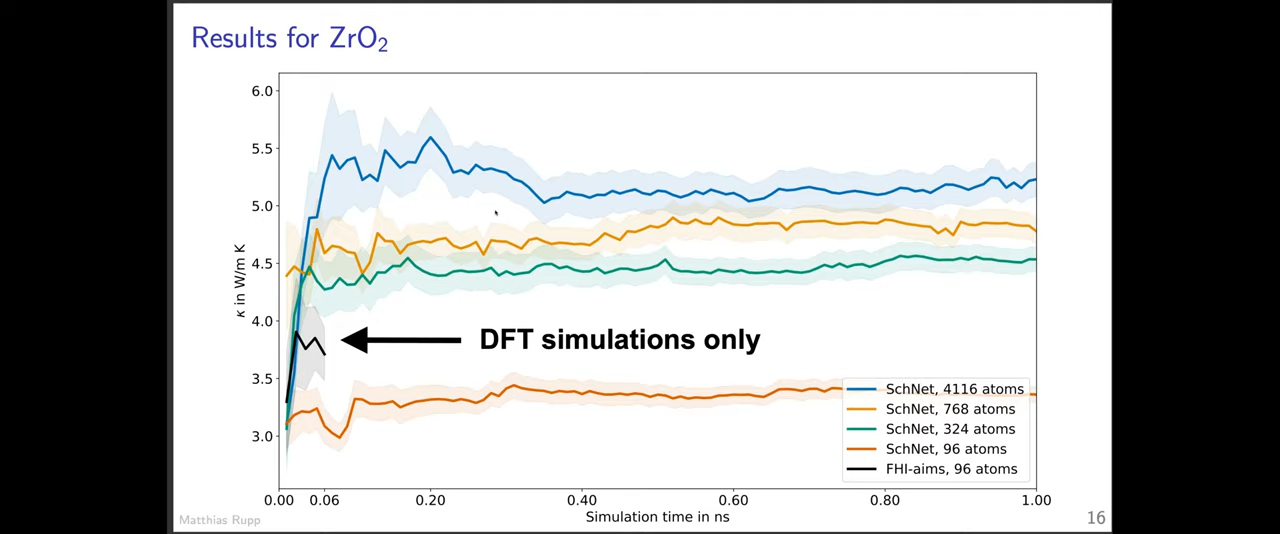 Results for ZrO₂
6.0
5.5
5.0
4.5
4.0
3.5
3.0
κ in W/m K
DFT simulations only
SchNet, 4116 atoms
SchNet, 768 atoms
SchNet, 324 atoms
SchNet, 96 atoms
FHI-aims, 96 atoms
0.00 0.06 0.20 0.40 0.60 0.80 1.00
Simulation time in ns
Matthias Rupp
16